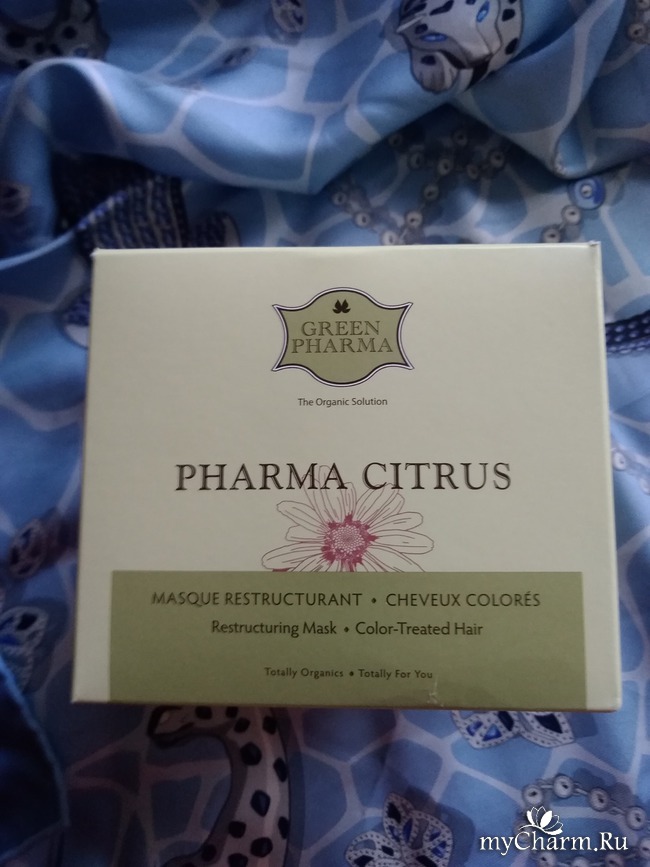 GREEN
PHARMA
The Organic Solution
PHARMA CITRUS
MASQUE RESTRUCTURANT • CHEVEUX COLORÉS
Restructuring Mask • Color-Treated Hair
Totally Organics • Totally For You
myCharm.Ru